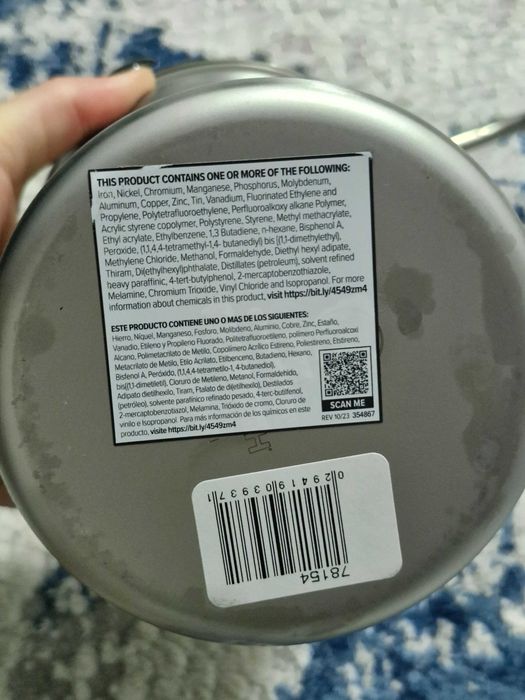 THIS PRODUCT CONTAINS ONE OR MORE OF THE FOLLOWING:
Iron, Nickel, Chromium, Manganese, Phosphorus, Molybdenum,
Aluminum, Copper, Zinc, Tin, Vanadium, Fluorinated Ethylene and
Propylene, Polytetrafluoroethylene, Perfluoroalkoxy alkane Polymer,
Acrylic styrene copolymer, Polystyrene, Styrene, Methyl methacrylate,
Ethyl acrylate, Ethylbenzene, 1,3 Butadiene, n-hexane, Bisphenol A,
Peroxide, (1,1,4,4-tetramethyl-1,4- butanediyl) bis [(1,1-dimethylethyl),
Methylene Chloride, Methanol, Formaldehyde, Diethyl hexyl adipate,
Thiram, Di(ethylhexyl)phthalate, Distillates (petroleum), solvent refined
heavy paraffinic, 4-tert-butylphenol, 2-mercaptobenzothiazole,
Melamine, Chromium Trioxide, Vinyl Chloride and Isopropanol. For more
information about chemicals in this product, visit https://bit.ly/4549zm4
ESTE PRODUCTO CONTIENE UNO O MAS DE LOS SIGUIENTES:
Hierro, Níquel, Manganeso, Fosforo, Molibdeno, Aluminio, Cobre, Zinc, Estaño,
Vanadio, Etileno y Propileno Fluorado, Politetrafluoroetileno, polímero Perfluoroalcoxi
Alcano, Polimetacrilato de Metilo, Copolímero Acrílico Estireno, Poliestireno, Estireno,
Metacrilato de Metilo, Etilo Acrilato, Etilbenceno, Butadieno, Hexano,
Bisfenol A, Peróxido, (1,1,4,4-tetrametilo-1, 4-butanediol),
bis[(1,1-dimetiletil), Cloruro de Metileno, Metanol, Formaldehído,
Adipato dietihexilo, Tiram, Ftalato de di(etilhexilo), Destilados
(petróleo), solvente parafínico refinado pesado, 4-terc-butilfenol,
2-mercaptobenzotiazol, Melamina, Trióxido de cromo, Cloruro de
vinilo e Isopropanol. Para más información de los químicos en este
producto, visite https://bit.ly/4549zm4
SCAN ME
REV 10/23 354867
0 29419 03937 1
78154